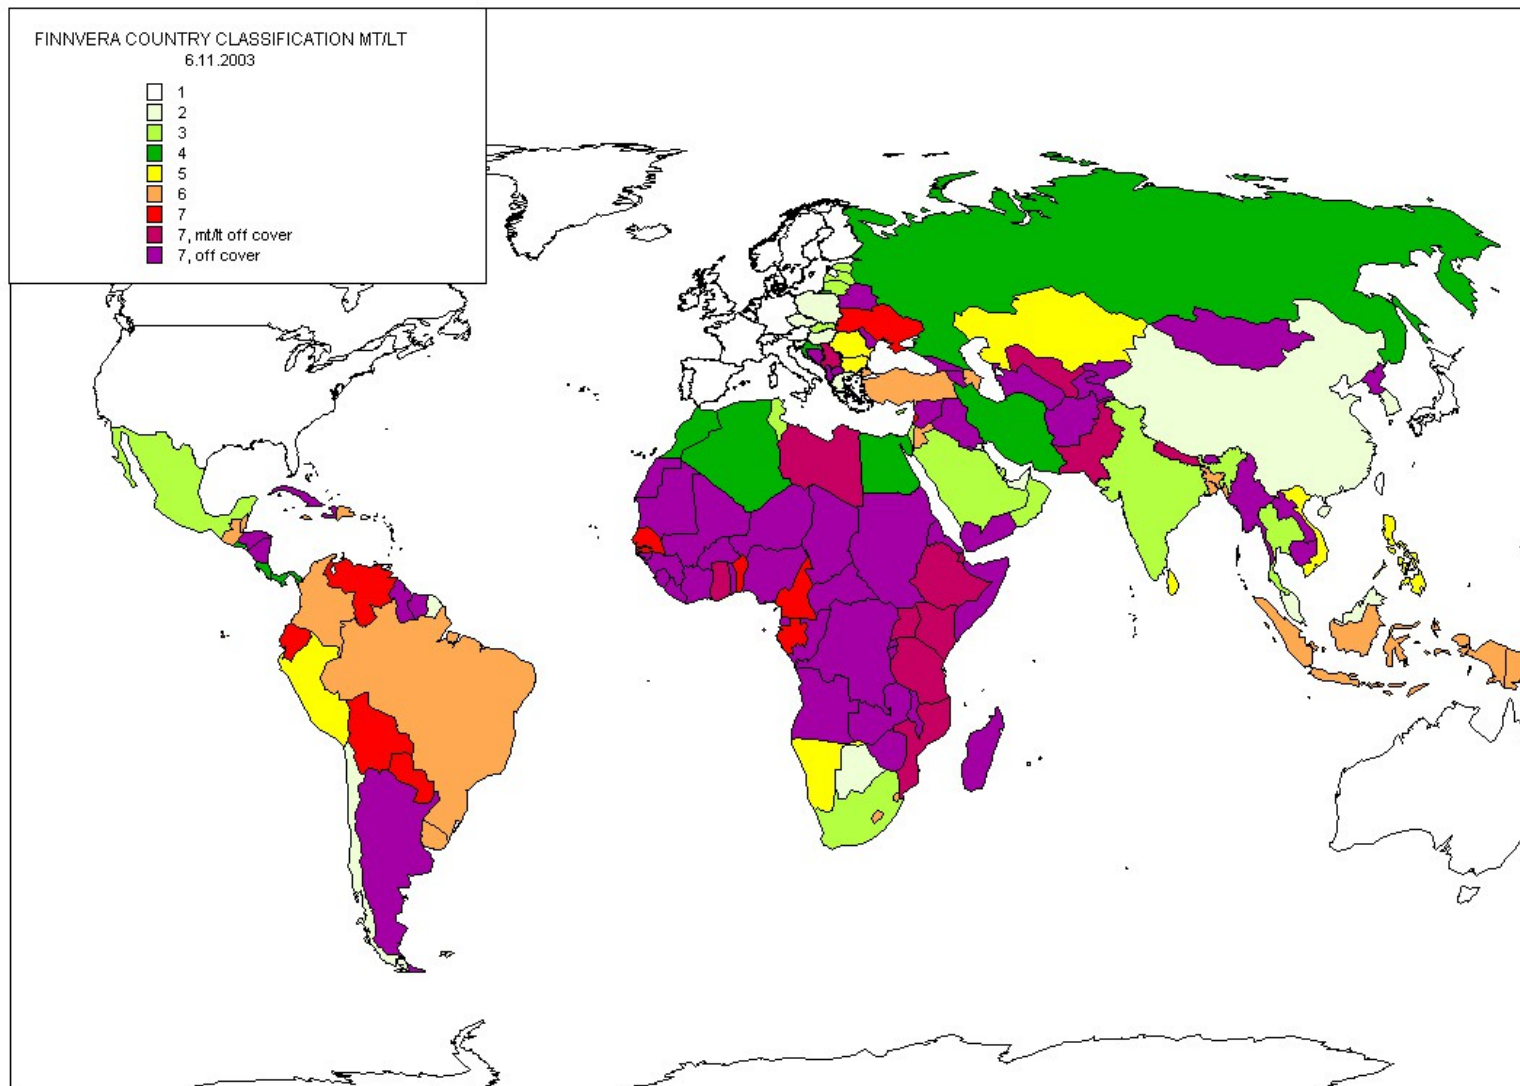 FINNVERA COUNTRY CLASSIFICATION MT/LT
6.11.2003
1
2
3
4
5
6
7
7, mt/lt off cover
7, off cover